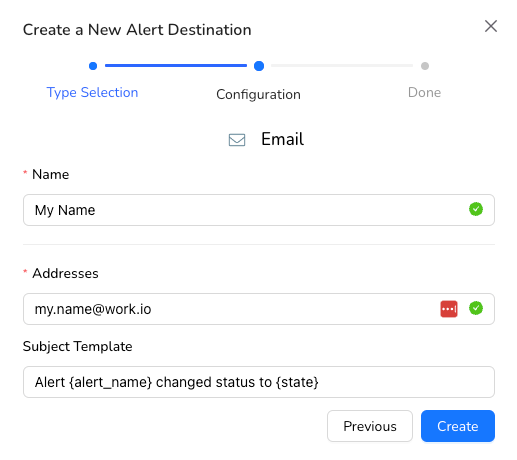 Create a New Alert Destination
Type Selection
Configuration
Done
Email
* Name
My Name
* Addresses
my.name@work.io
Subject Template
Alert {alert_name} changed status to {state}
Previous
Create